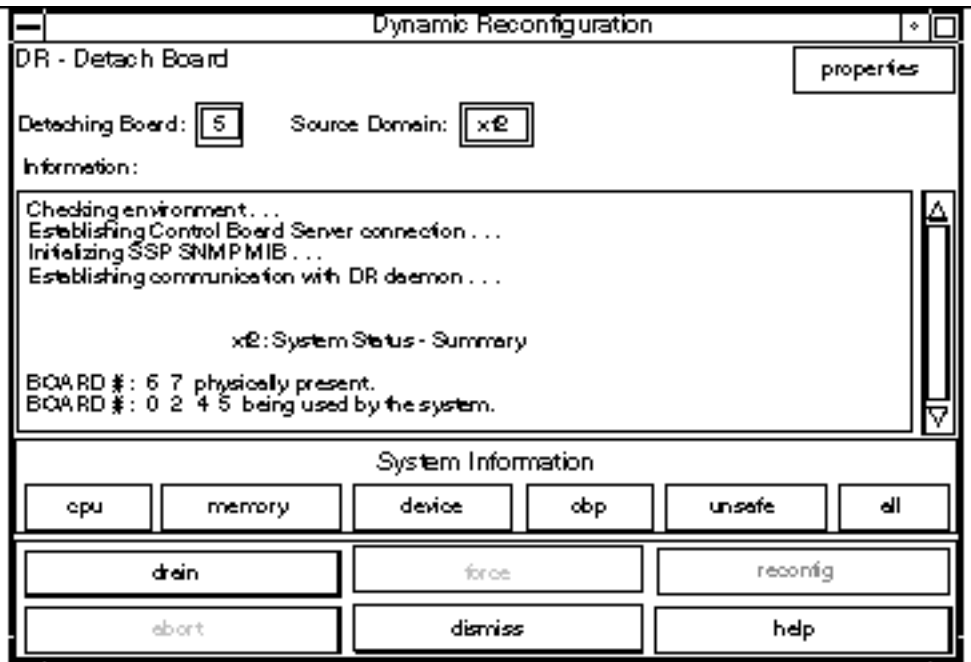 Dynamic Reconfiguration
DR - Detach Board
properties
Detaching Board: 5 Source Domain: xf2
Information:
Checking environment . . .
Establishing Control Board Server connection . . .
Initializing SSP SNMP MIB . . .
Establishing communication with DR daemon . . .
xf2: System Status - Summary
BOARD #: 6 7 physically present.
BOARD #: 0 2 4 5 being used by the system.
System Information
cpu memory device obp unsafe all
drain force reconfig
abort dismiss help